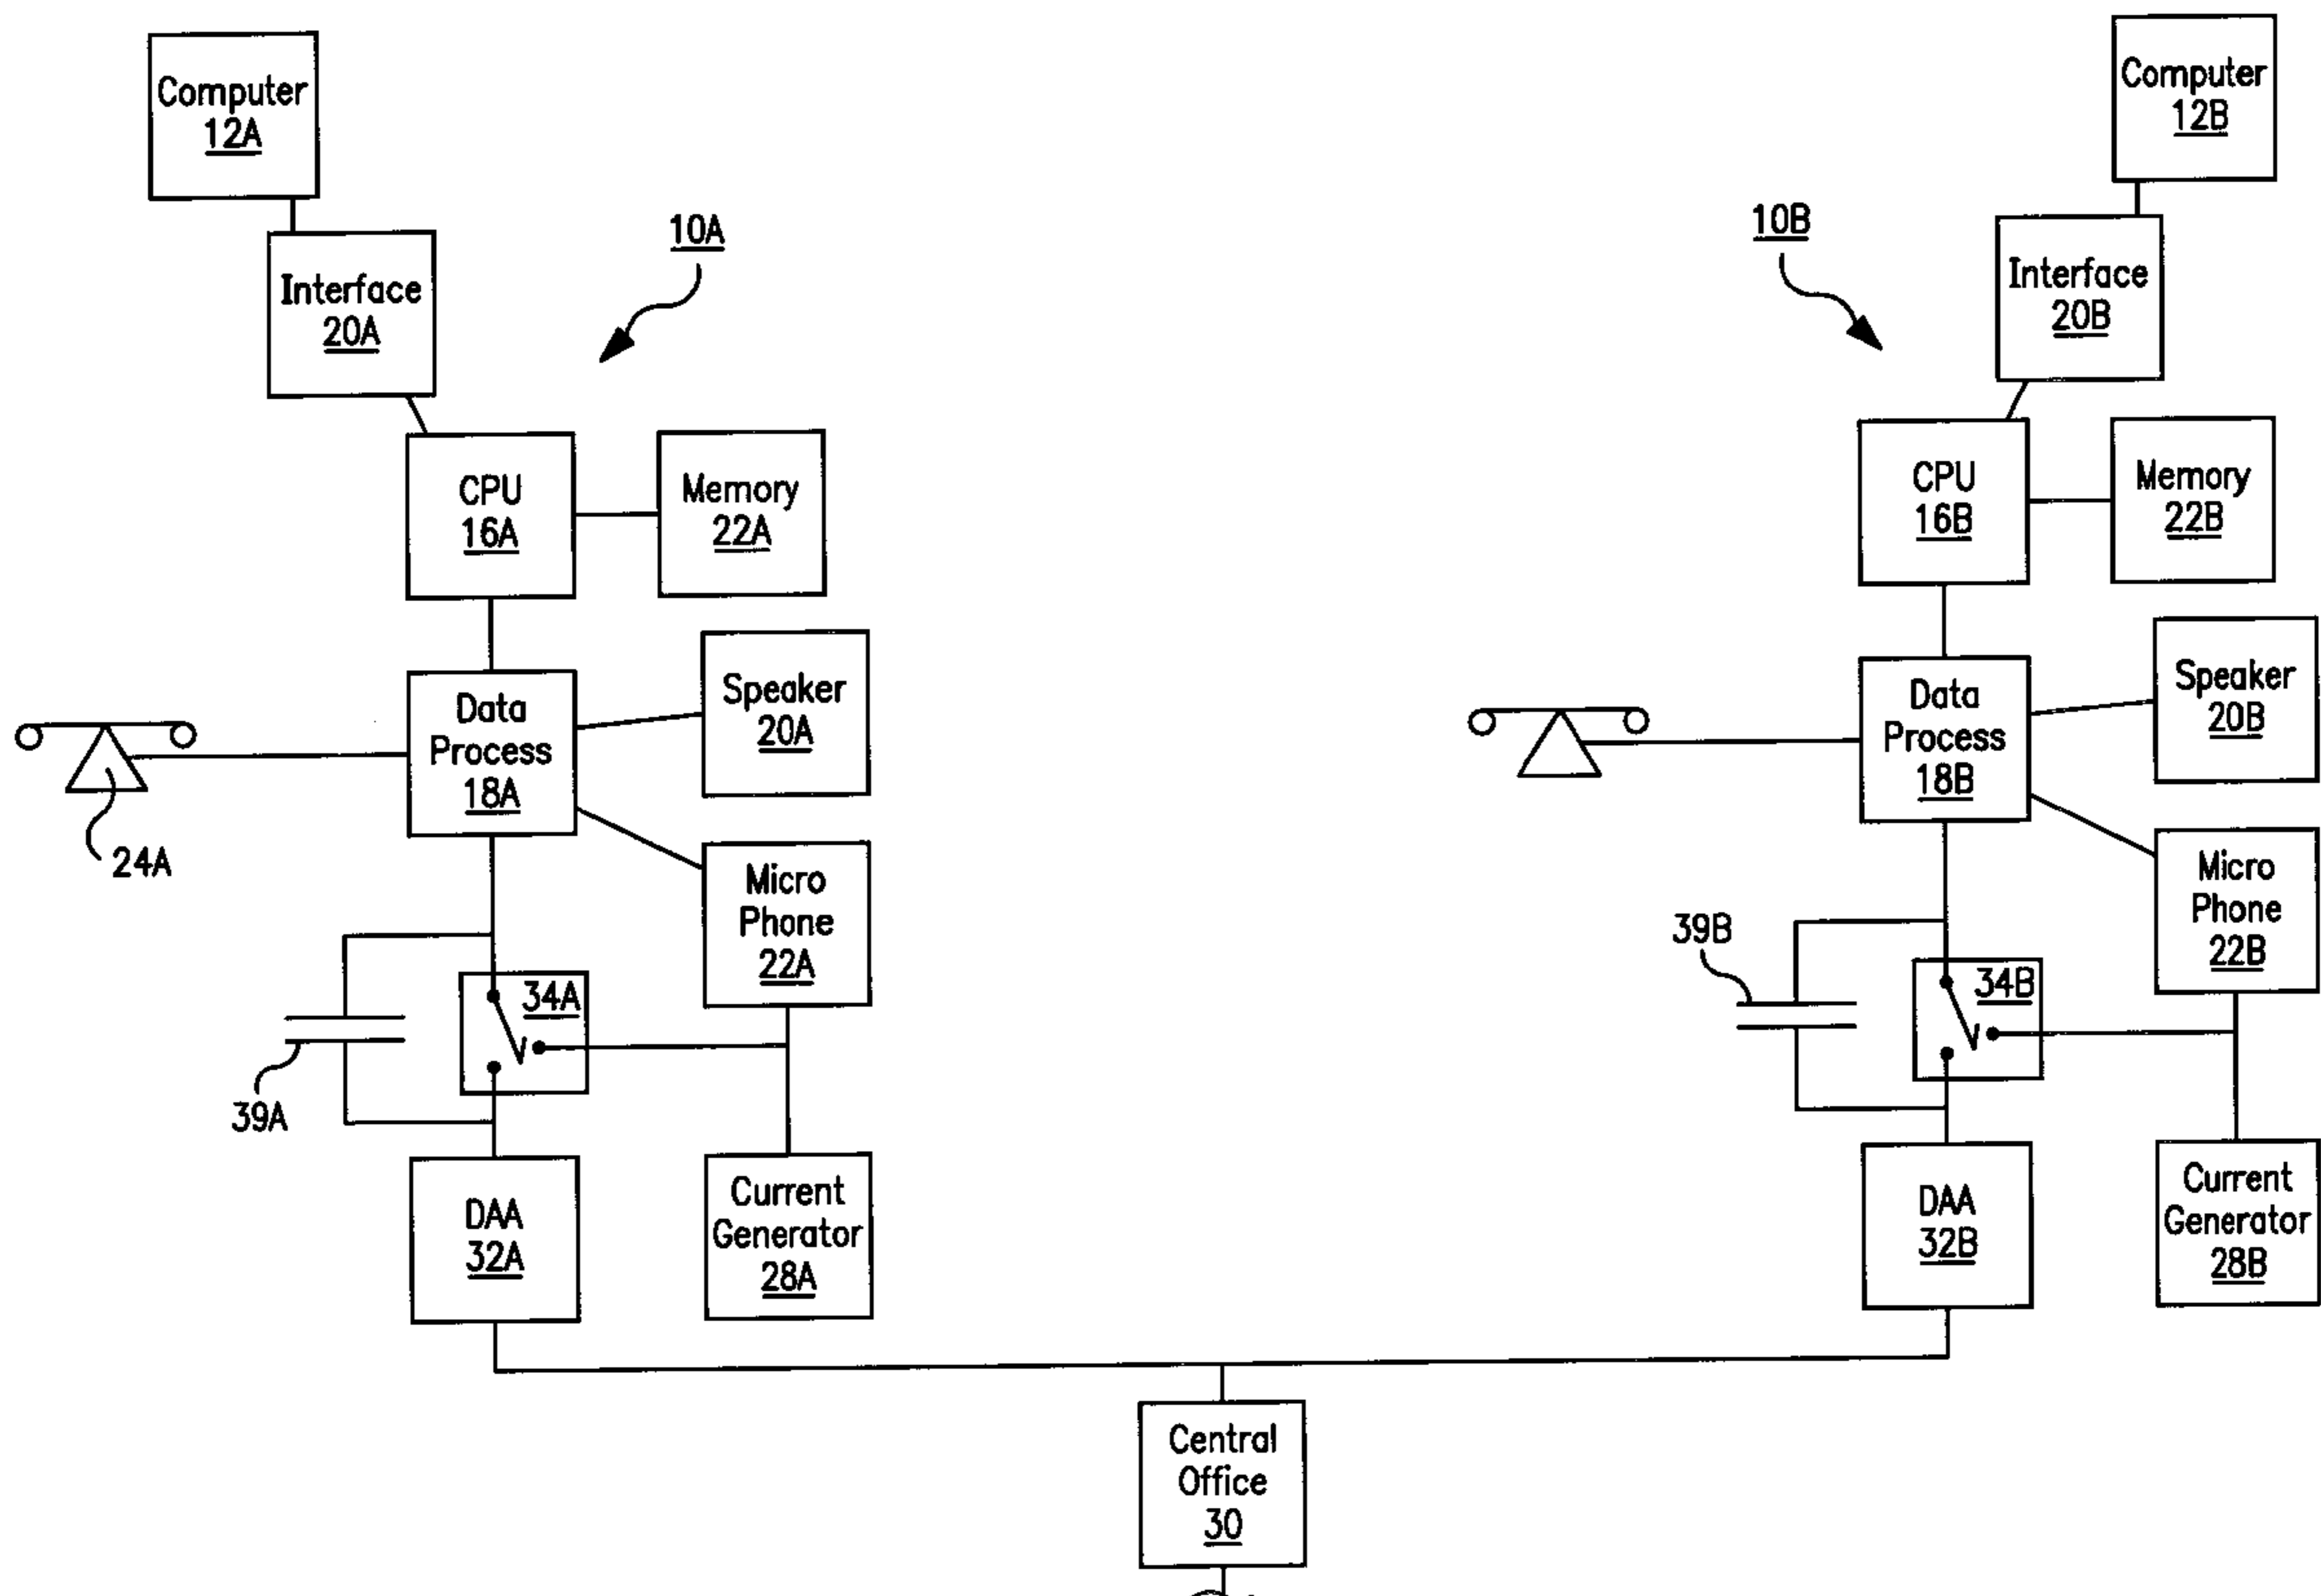 Computer
12A
Interface
20A
10A
CPU
16A
Memory
22A
Data
Process
18A
Speaker
20A
24A
Micro
Phone
22A
34A
39A
DAA
32A
Current
Generator
28A
Computer
12B
10B
Interface
20B
CPU
16B
Memory
22B
Data
Process
18B
Speaker
20B
39B
Micro
Phone
22B
34B
DAA
32B
Current
Generator
28B
Central
Office
30